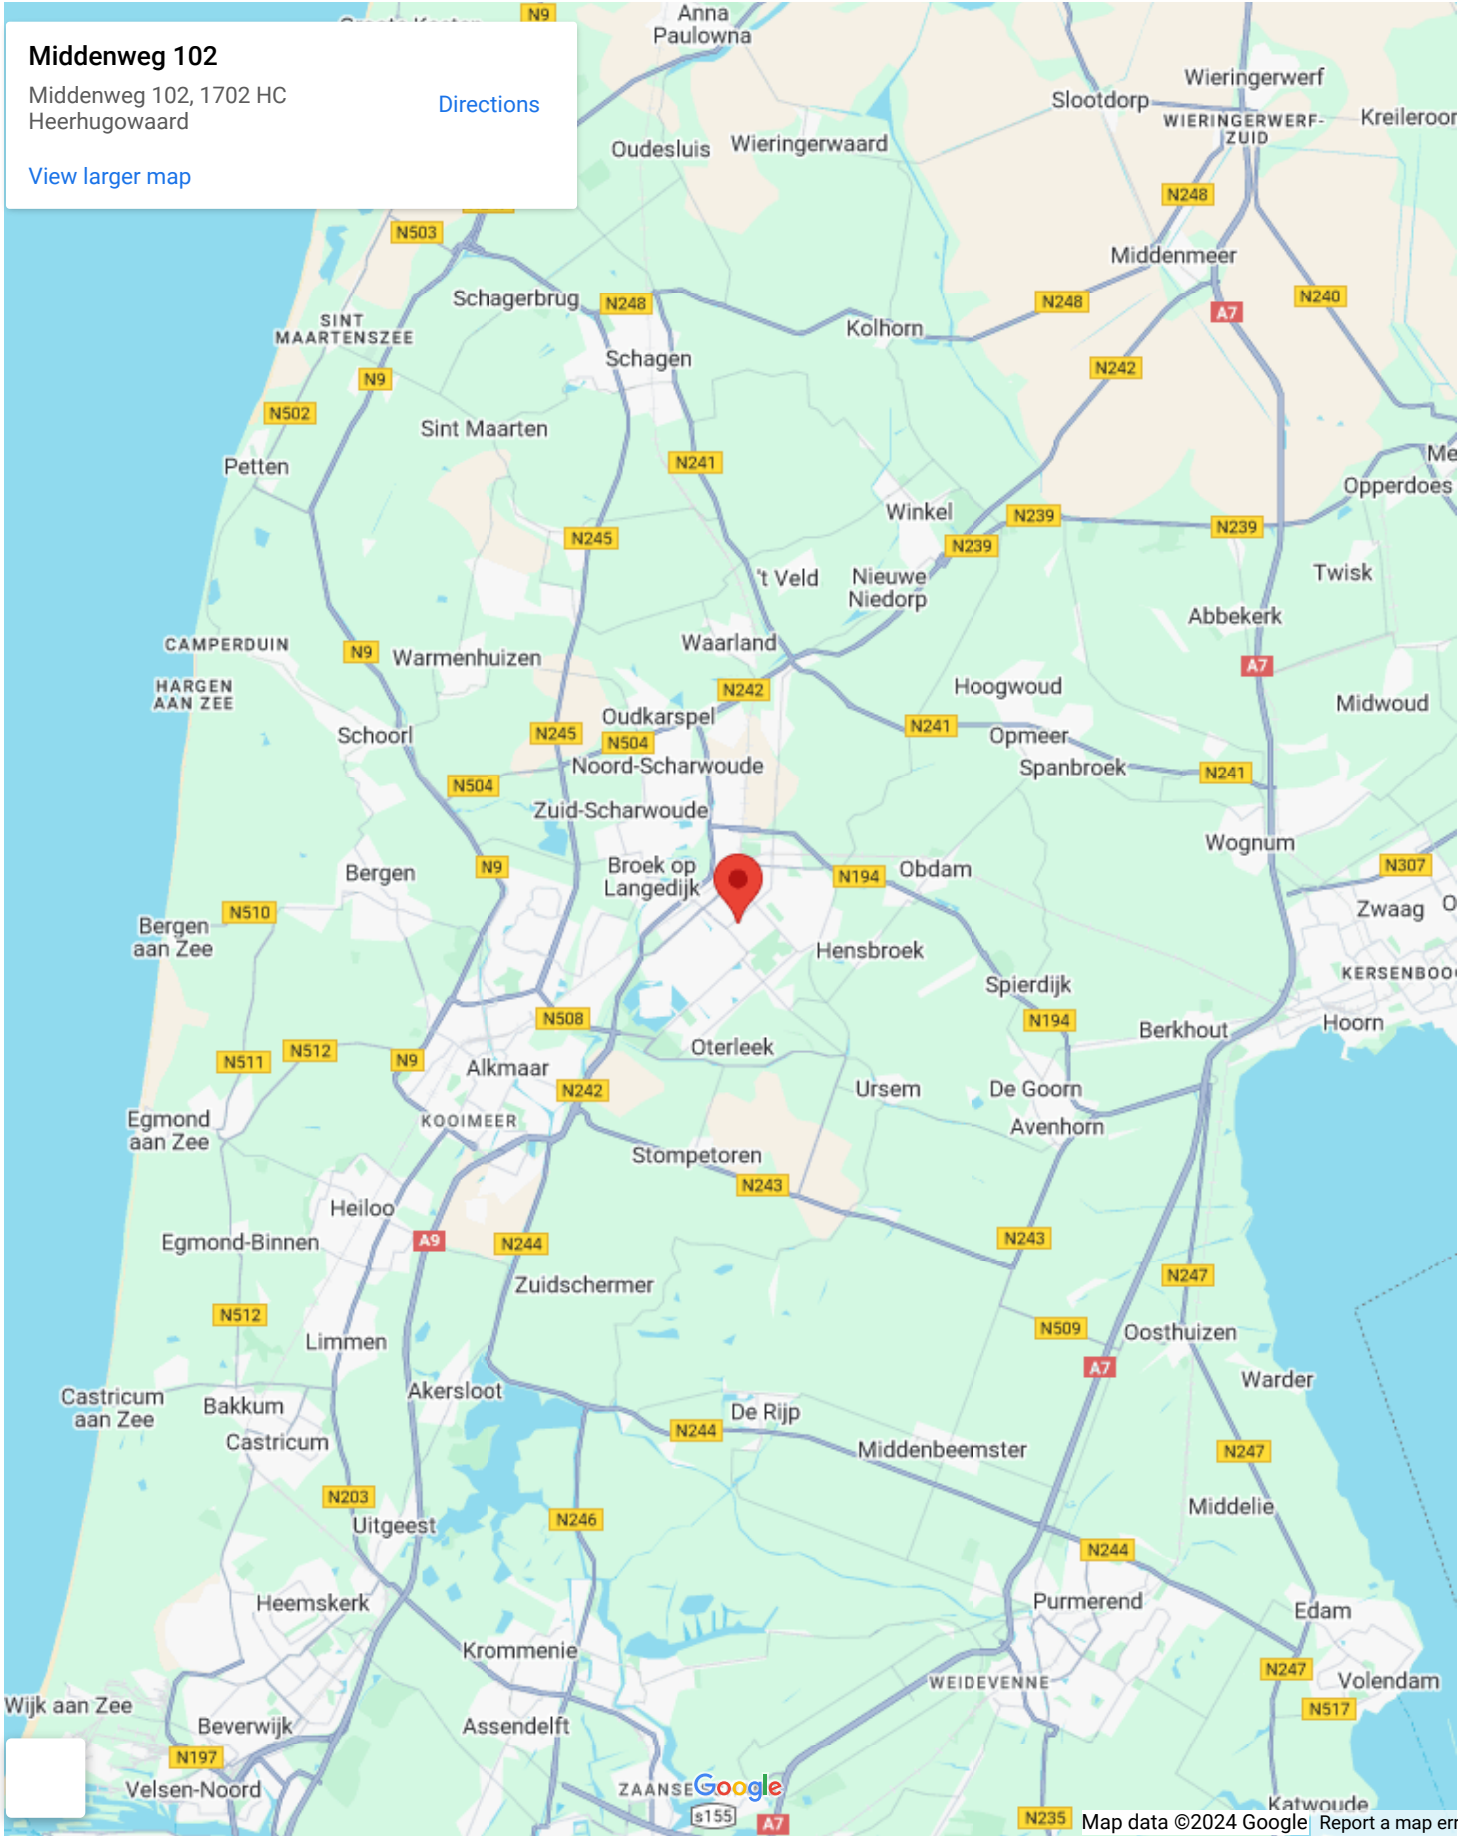 Middenweg 102
Middenweg 102, 1702 HC
Heerhugowaard
Directions
View larger map
N9
Anna
Paulowna
Wieringerwerf
Slootdorp
WIERINGERWERF-
ZUID
Oudesluis
Wieringerwaard
N248
N503
Middenmeer
Schagerbrug
N248
N248
N240
A7
SINT
MAARTENSZEE
Kolhorn
Schagen
N242
N9
N502
Sint Maarten
N241
Petten
Opperdoes
Winkel
N239
N239
N245
N239
't Veld
Nieuwe
Niedorp
Twisk
Abbekerk
CAMPERDUIN
N9
Warmenhuizen
Waarland
A7
HARGEN
AAN ZEE
N242
Hoogwoud
Midwoud
Oudkarspel
N241
Schoorl
N245
N504
Opmeer
Noord-Scharwoude
Spanbroek
N241
N504
Zuid-Scharwoude
Wognum
N9
Broek op
Langedijk
N194
Obdam
N307
Bergen
N510
Zwaag
Bergen
aan Zee
Hensbroek
Spierdijk
N508
N194
Berkhout
Hoorn
N511
N512
N9
Oterleek
Alkmaar
N242
Ursem
De Goorn
Egmond
aan Zee
KOOIMEER
Avenhorn
Stompetoren
N243
Heiloo
Egmond-Binnen
A9
N244
N243
N247
Zuidschermer
N512
N509
Oosthuizen
Limmen
A7
Warder
Castricum
aan Zee
Bakkum
Akersloot
De Rijp
Castricum
N244
Middenbeemster
N247
N203
Uitgeest
N246
Middelie
N244
Heemskerk
Purmerend
Edam
Krommenie
N247
WEIDEVENNE
Volendam
Wijk aan Zee
N517
Beverwijk
Assendelft
N197
Velsen-Noord
Google
s155
A7
N235
Katwoude
Map data ©2024 Google